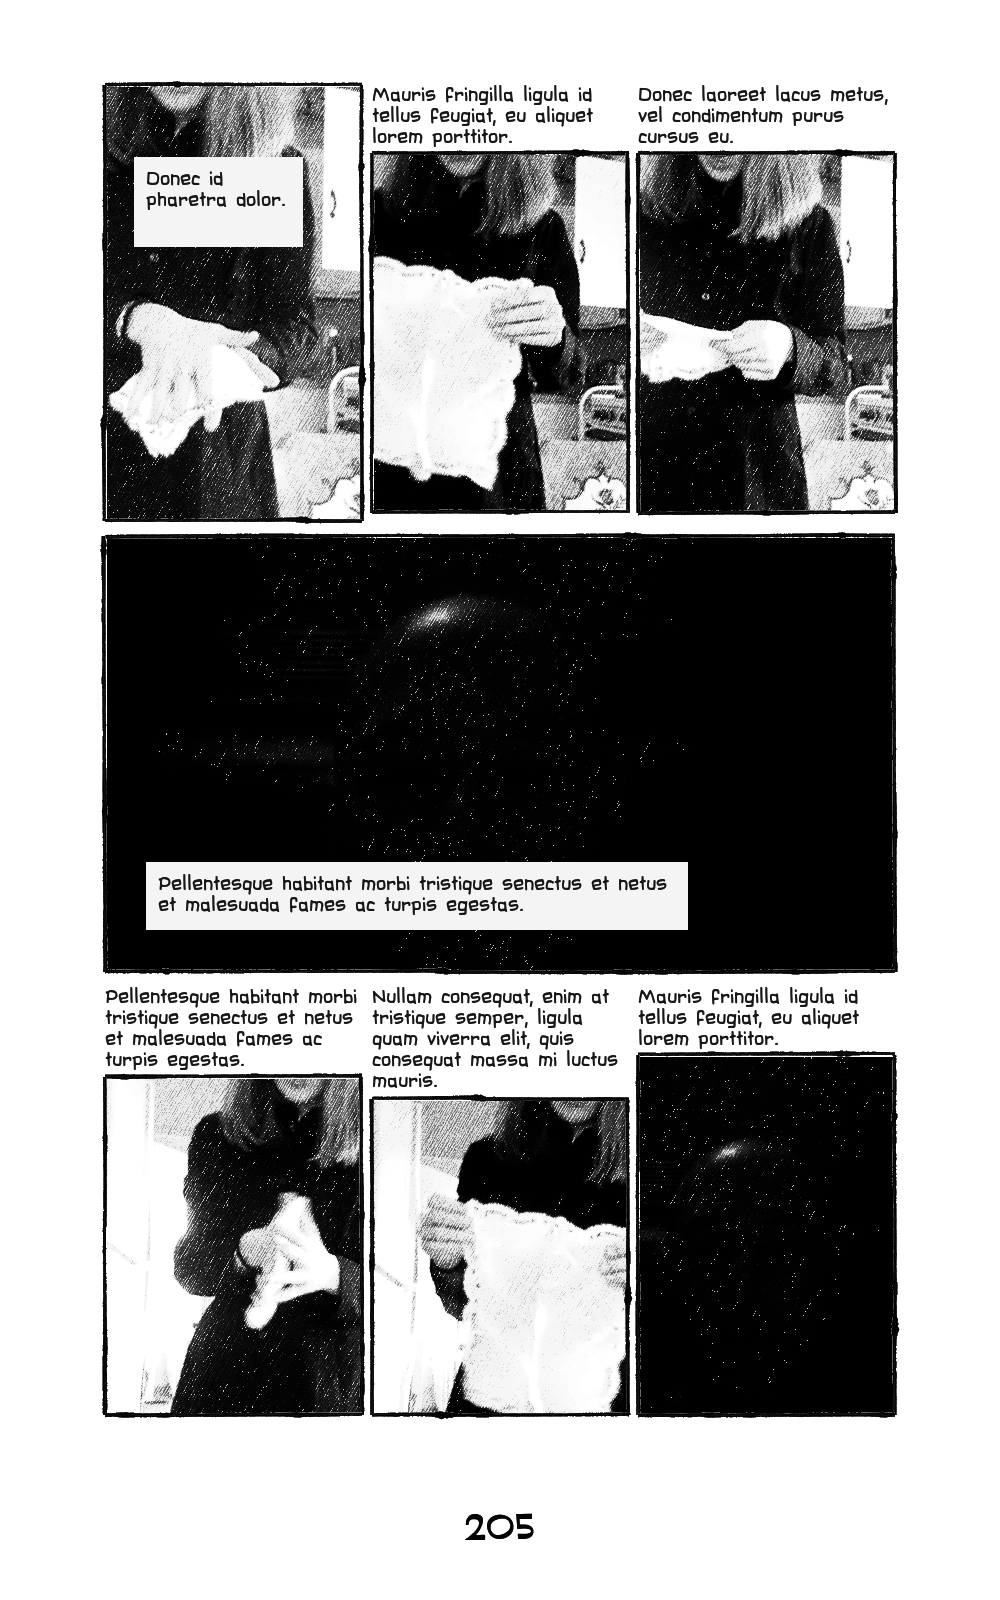 Donec id
pharetra dolor.
Mauris fringilla ligula id
tellus feugiat, eu aliquet
lorem porttitor.
Donec laoreet lacus metus,
vel condimentum purus
cursus eu.
Pellentesque habitant morbi tristique senectus et netus
et malesuada fames ac turpis egestas.
Pellentesque habitant morbi
tristique senectus et netus
et malesuada fames ac
turpis egestas.
Nullam consequat, enim at
tristique semper, ligula
quam viverra elit, quis
consequat massa mi luctus
mauris.
Mauris fringilla ligula id
tellus feugiat, eu aliquet
lorem porttitor.
205